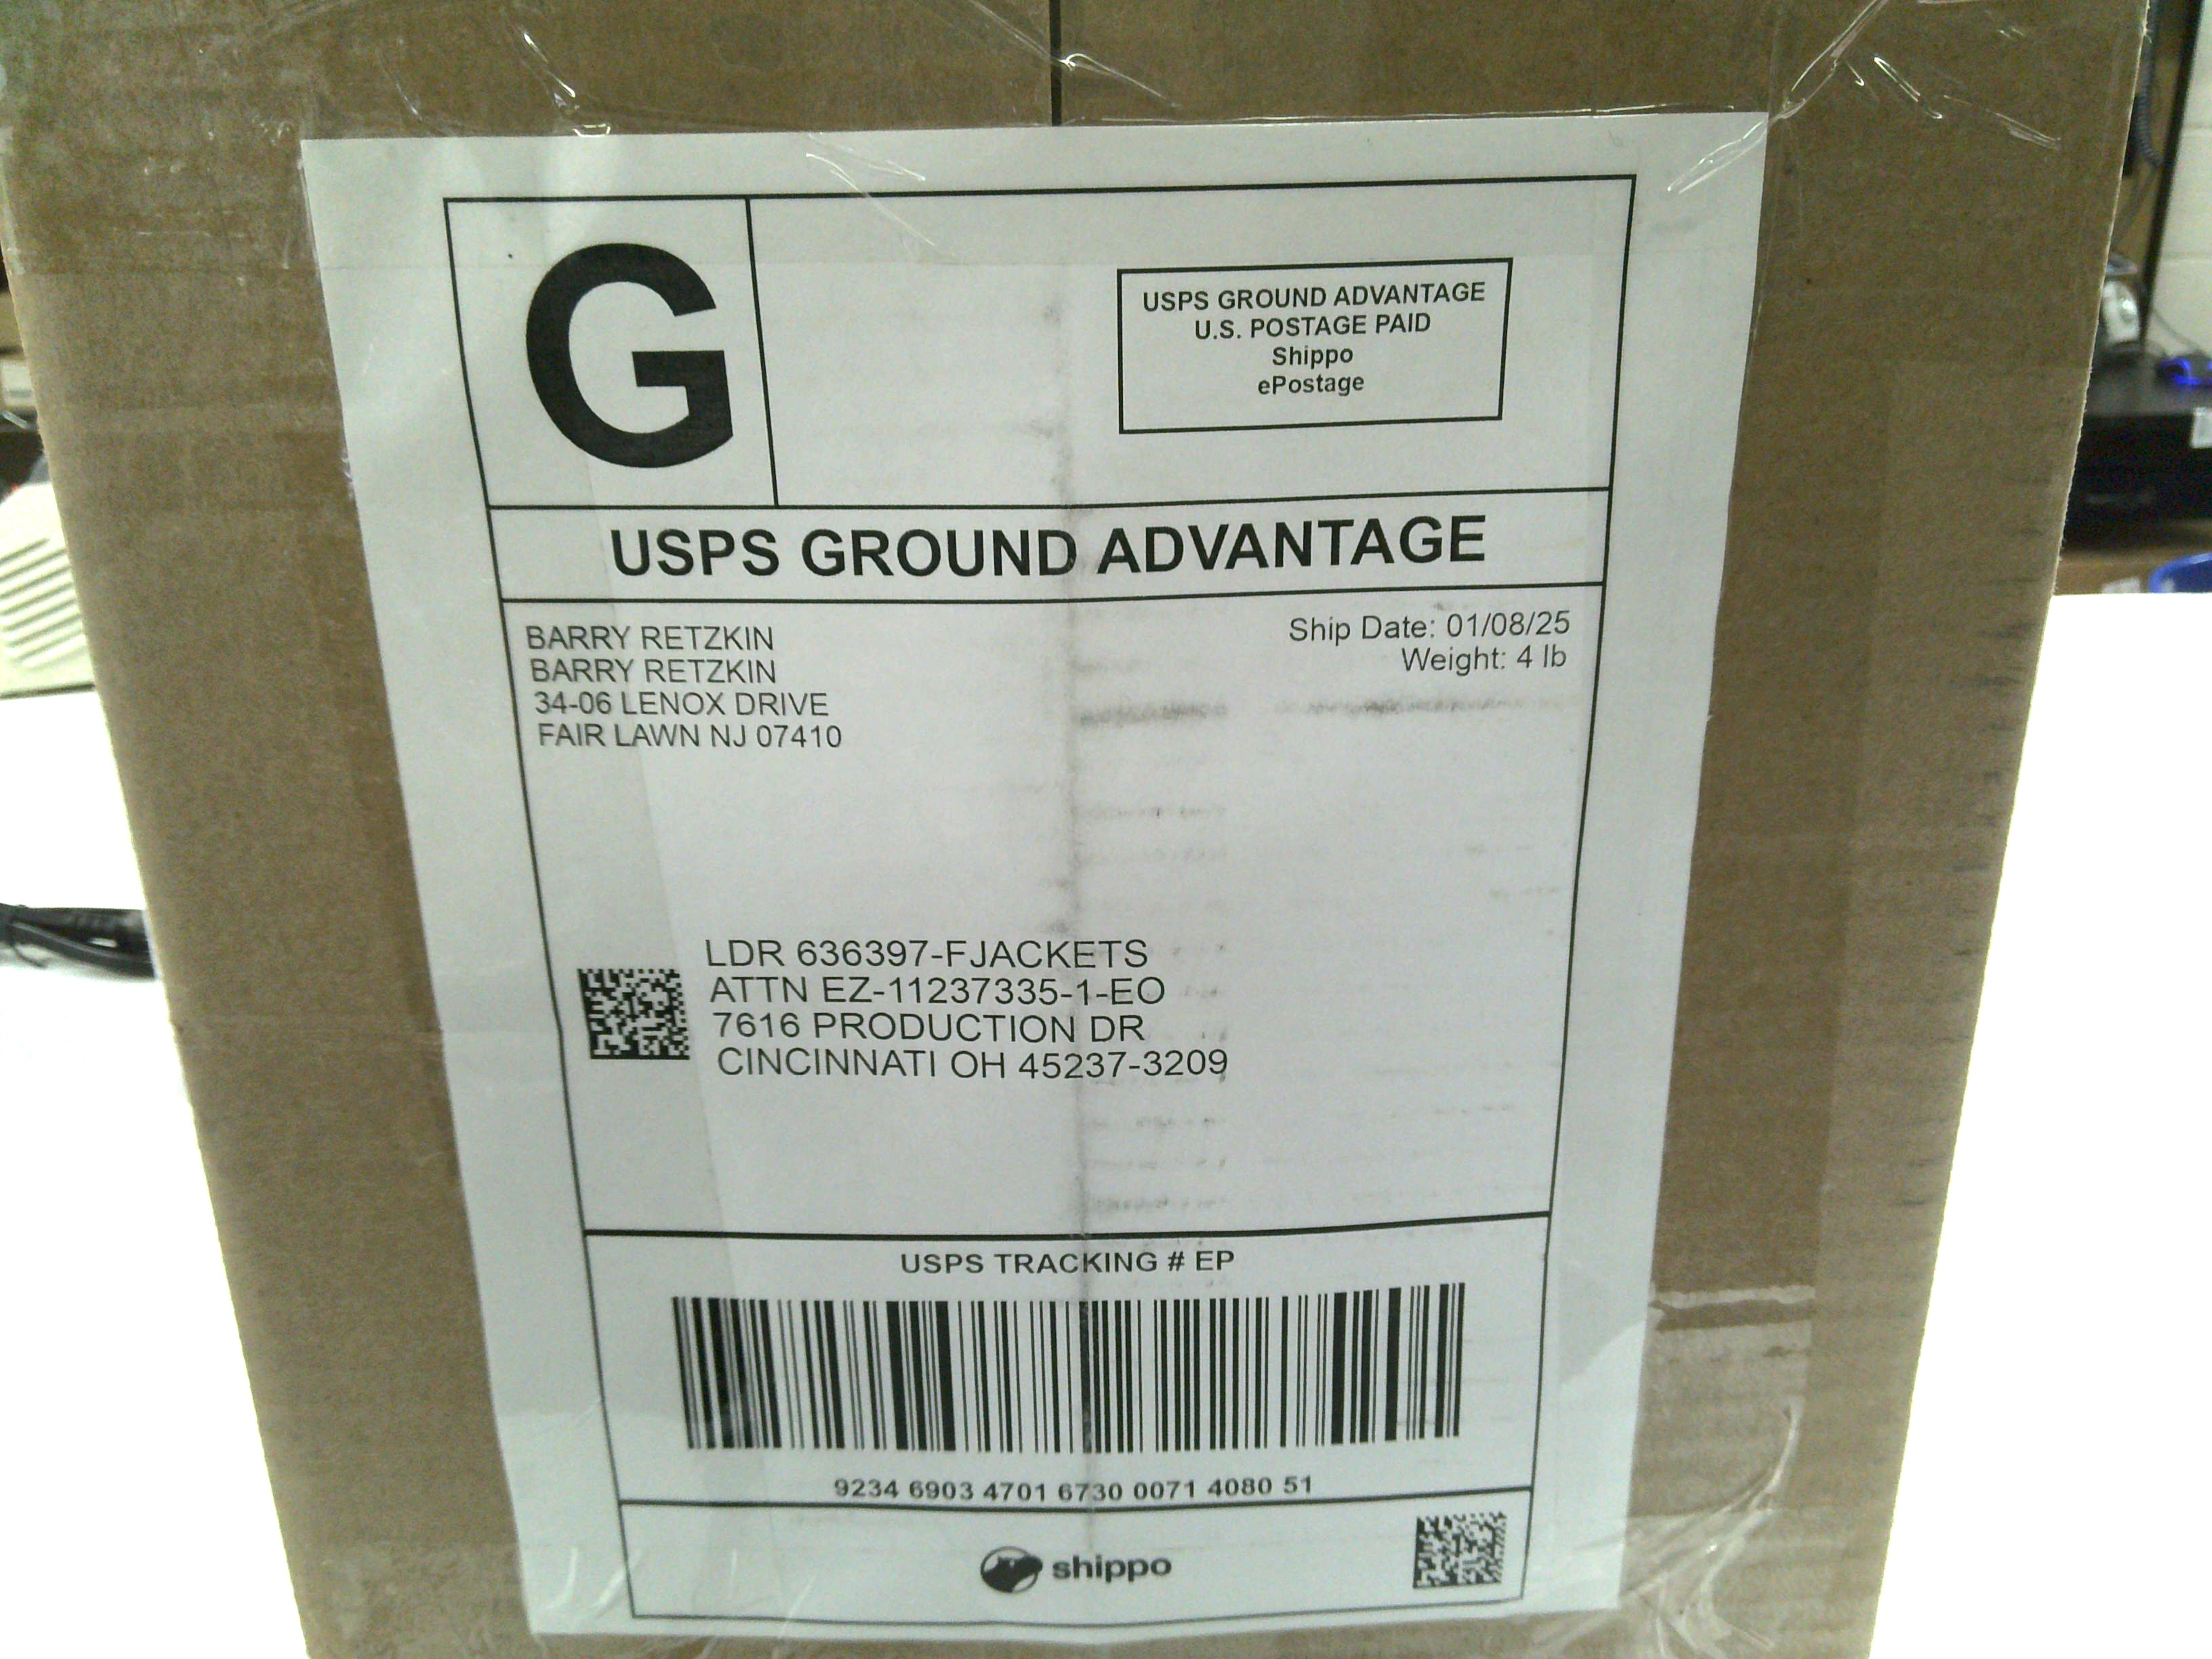 G
USPS GROUND ADVANTAGE
U.S. POSTAGE PAID
Shippo
ePostage
USPS GROUND ADVANTAGE
BARRY RETZKIN
BARRY RETZKIN
34-06 LENOX DRIVE
FAIR LAWN NJ 07410
Ship Date: 01/08/25
Weight: 4 lb
LDR 636397-FJACKETS
ATTN EZ-11237335-1-EO
7616 PRODUCTION DR
CINCINNATI OH 45237-3209
USPS TRACKING # EP
9234 6903 4701 6730 0071 4080 51
shippo